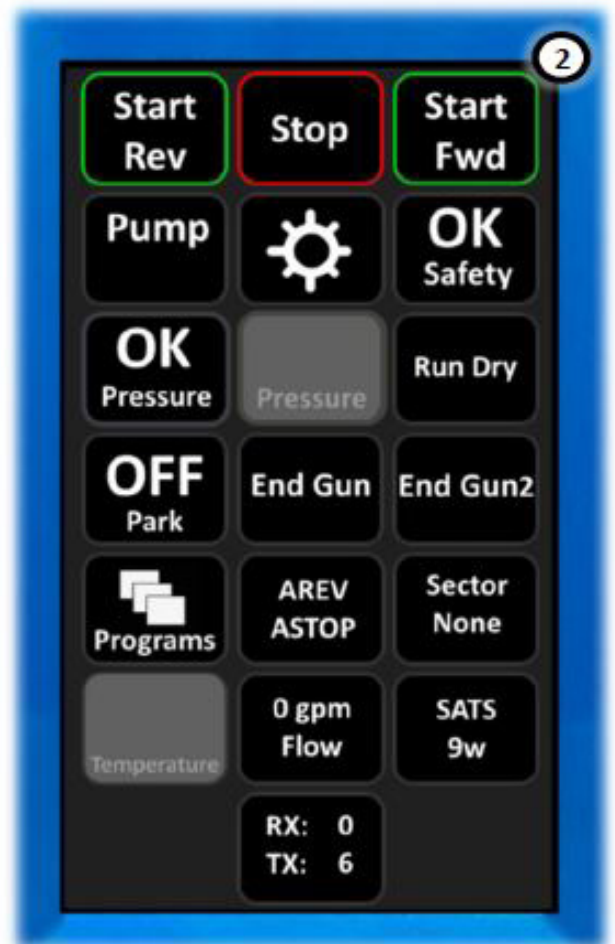 2
Start
Rev
Stop
Start
Fwd
Pump
OK
Safety
OK
Pressure
Pressure
Run Dry
OFF
Park
End Gun
End Gun2
Programs
AREV
ASTOP
Sector
None
Temperature
0 gpm
Flow
SATS
9w
RX: 0
TX: 6